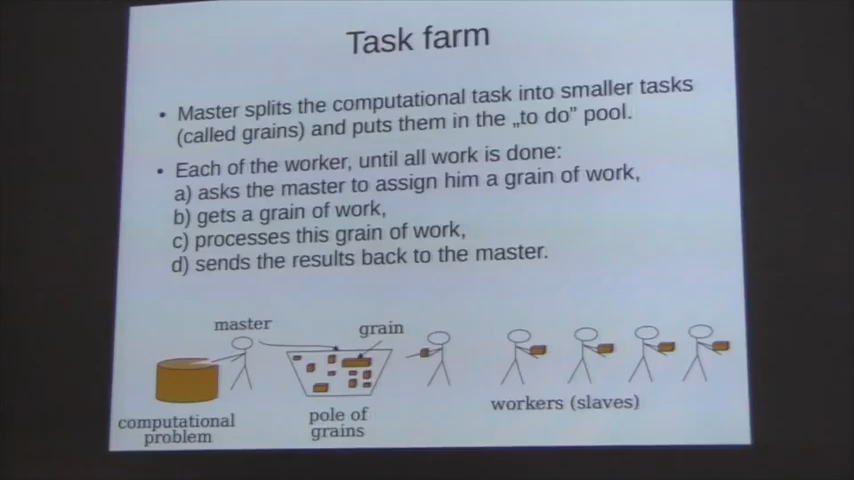 Task farm
• Master splits the computational task into smaller tasks
(called grains) and puts them in the „to do" pool.
• Each of the worker, until all work is done:
a) asks the master to assign him a grain of work,
b) gets a grain of work,
c) processes this grain of work,
d) sends the results back to the master.
master
grain
computational
problem
pole of
grains
workers (slaves)